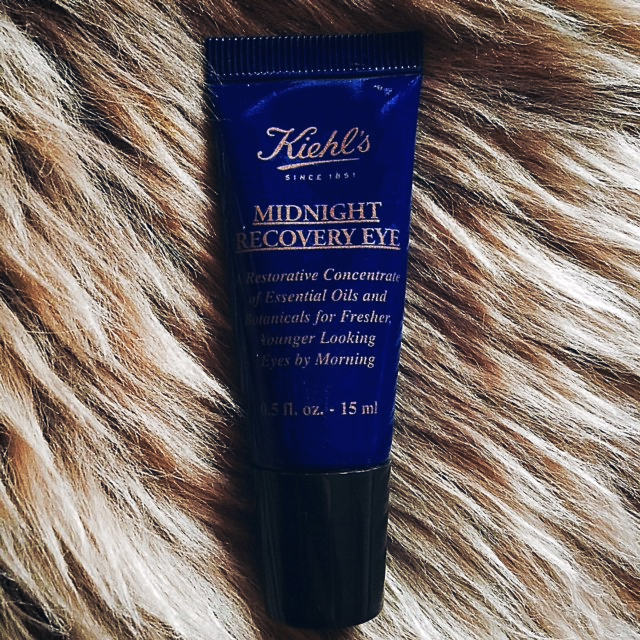 Kiehl's
SINCE 1851
MIDNIGHT
RECOVERY EYE
A Restorative Concentrate
of Essential Oils and
Botanicals for Fresher,
Younger Looking
Eyes by Morning
0.5 fl. oz. - 15 ml